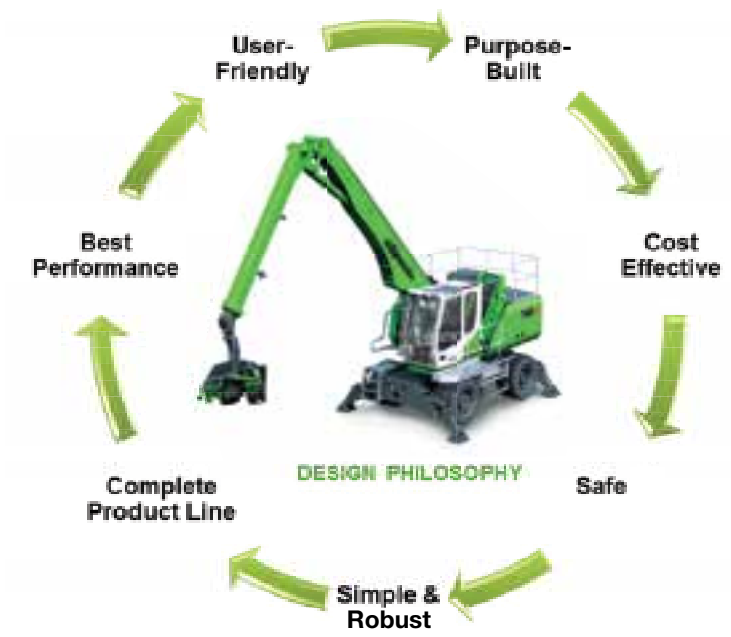 User-
Friendly
Purpose-
Built
Best
Performance
Cost
Effective
DESIGN PHILOSOPHY
Complete
Product Line
Safe
Simple &
Robust